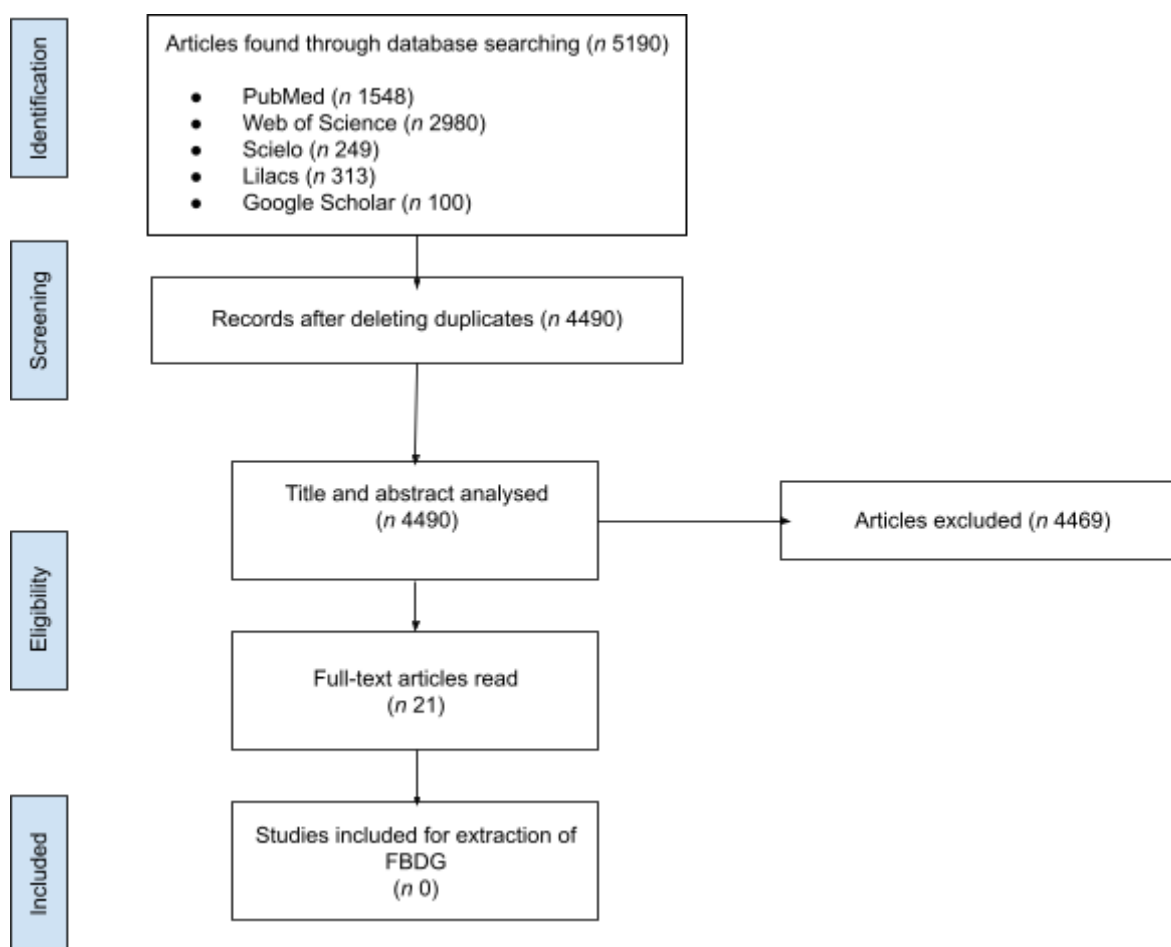 Identification
Articles found through database searching (n 5190)
● PubMed (n 1548)
● Web of Science (n 2980)
● Scielo (n 249)
● Lilacs (n 313)
● Google Scholar (n 100)
Screening
Records after deleting duplicates (n 4490)
Title and abstract analysed
(n 4490)
Articles excluded (n 4469)
Eligibility
Full-text articles read
(n 21)
Included
Studies included for extraction of
FBDG
(n 0)